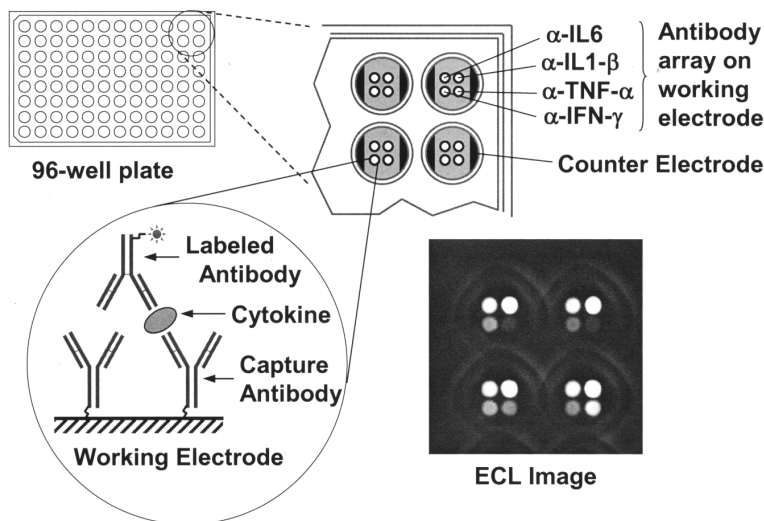 α-IL6
α-IL1-β
α-TNF-α
α-IFN-γ
Antibody
array on
working
electrode
96-well plate
Counter Electrode
Labeled
Antibody
Cytokine
Capture
Antibody
Working Electrode
ECL Image